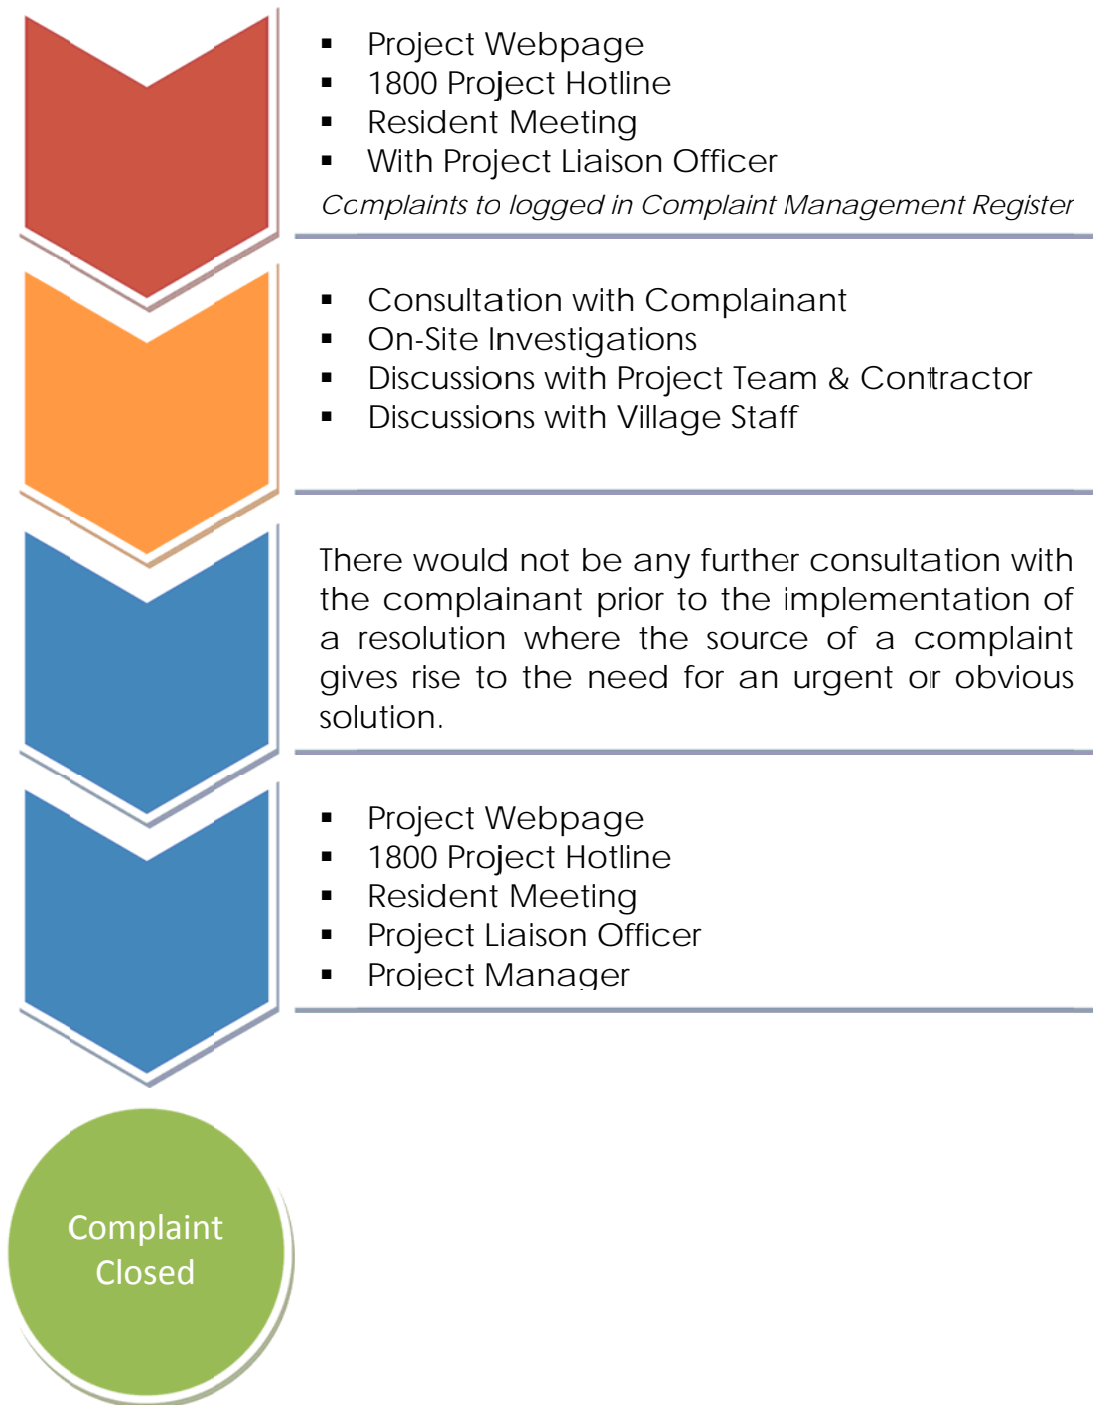 ▪ Project Webpage
▪ 1800 Project Hotline
▪ Resident Meeting
▪ With Project Liaison Officer
Complaints to logged in Complaint Management Register
▪ Consultation with Complainant
▪ On-Site Investigations
▪ Discussions with Project Team & Contractor
▪ Discussions with Village Staff
There would not be any further consultation with
the complainant prior to the implementation of
a resolution where the source of a complaint
gives rise to the need for an urgent or obvious
solution.
▪ Project Webpage
▪ 1800 Project Hotline
▪ Resident Meeting
▪ Project Liaison Officer
▪ Project Manager
Complaint
Closed